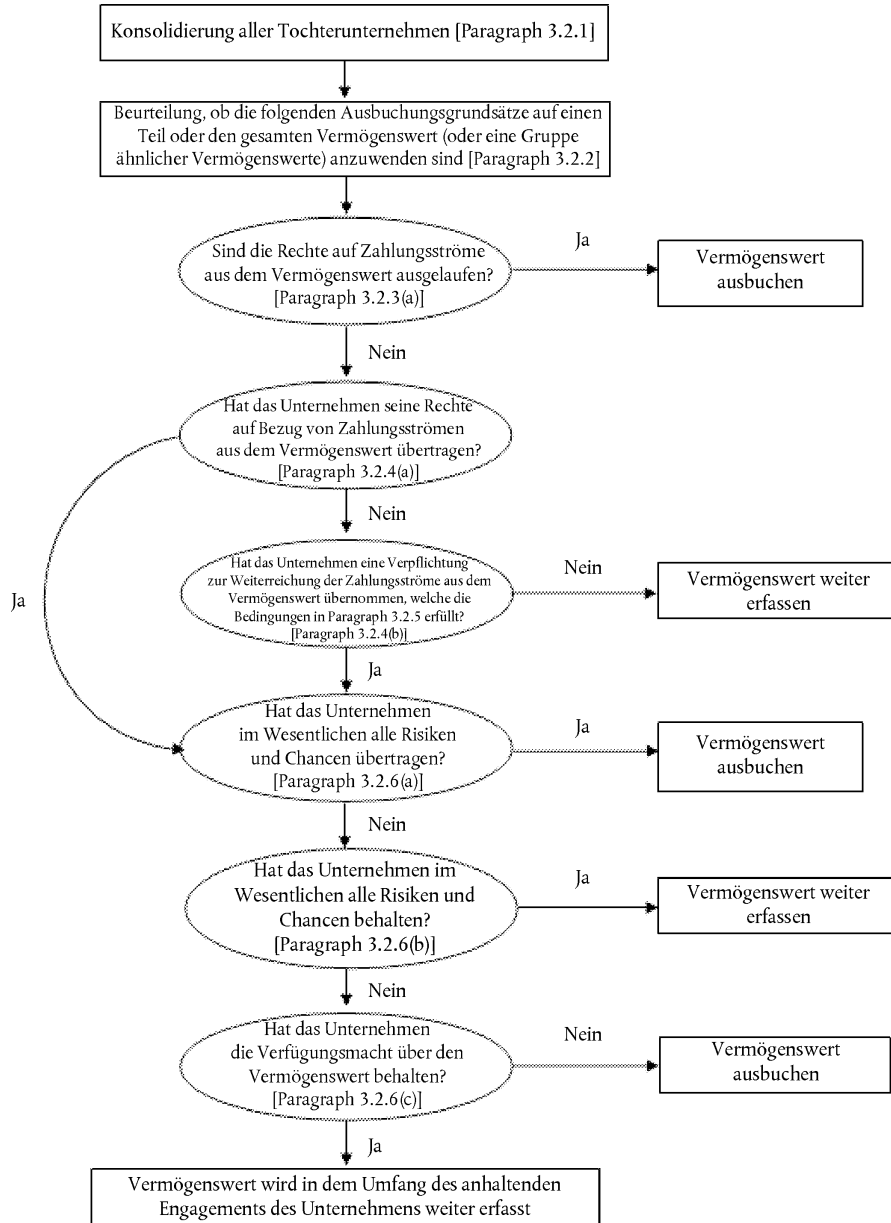 Konsolidierung aller Tochterunternehmen [Paragraph 3.2.1]
Beurteilung, ob die folgenden Ausbuchungsgrundsätze auf einen
Teil oder den gesamten Vermögenswert (oder eine Gruppe
ähnlicher Vermögenswerte) anzuwenden sind [Paragraph 3.2.2]
Sind die Rechte auf Zahlungsströme
aus dem Vermögenswert ausgelaufen?
[Paragraph 3.2.3(a)]
Ja
Vermögenswert
ausbuchen
Nein
Hat das Unternehmen seine Rechte
auf Bezug von Zahlungsströmen
aus dem Vermögenswert übertragen?
[Paragraph 3.2.4(a)]
Nein
Ja
Hat das Unternehmen eine Verpflichtung
zur Weiterreichung der Zahlungsströme aus dem
Vermögenswert übernommen, welche die
Bedingungen in Paragraph 3.2.5 erfüllt?
[Paragraph 3.2.4(b)]
Nein
Vermögenswert weiter
erfassen
Ja
Hat das Unternehmen
im Wesentlichen alle Risiken
und Chancen übertragen?
[Paragraph 3.2.6(a)]
Ja
Vermögenswert
ausbuchen
Nein
Hat das Unternehmen im
Wesentlichen alle Risiken und
Chancen behalten?
[Paragraph 3.2.6(b)]
Ja
Vermögenswert weiter
erfassen
Nein
Hat das Unternehmen
die Verfügungsmacht über den
Vermögenswert behalten?
[Paragraph 3.2.6(c)]
Nein
Vermögenswert
ausbuchen
Ja
Vermögenswert wird in dem Umfang des anhaltenden
Engagements des Unternehmens weiter erfasst